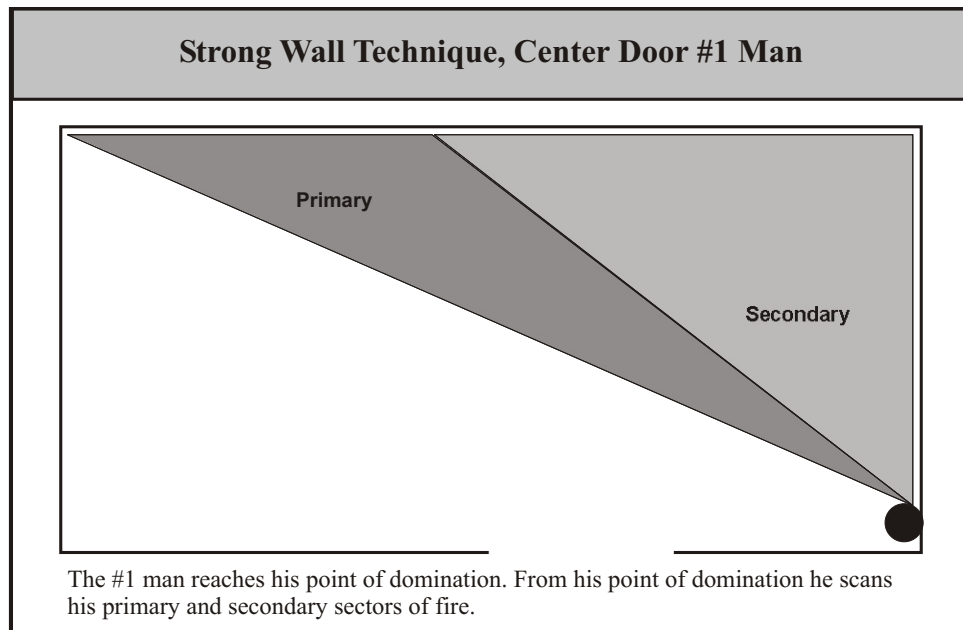 Strong Wall Technique, Center Door #1 Man
Primary
Secondary
The #1 man reaches his point of domination. From his point of domination he scans
his primary and secondary sectors of fire.